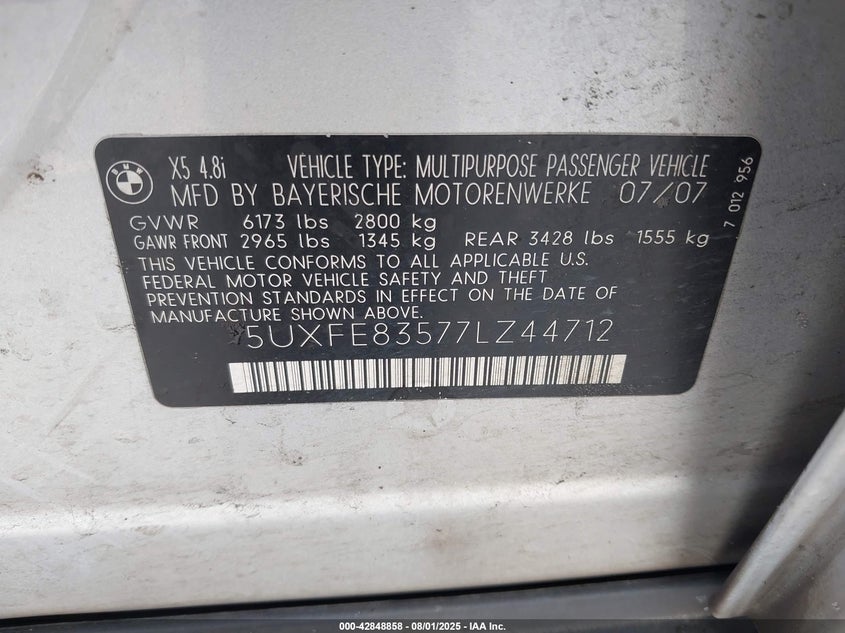 BMW
X5 4.8i VEHICLE TYPE: MULTIPURPOSE PASSENGER VEHICLE
MFD BY BAYERISCHE MOTORENWERKE 07/07
GVWR 6173 lbs 2800 kg
GAWR FRONT 2965 lbs 1345 kg REAR 3428 lbs 1555 kg
THIS VEHICLE CONFORMS TO ALL APPLICABLE U.S.
FEDERAL MOTOR VEHICLE SAFETY AND THEFT
PREVENTION STANDARDS IN EFFECT ON THE DATE OF
MANUFACTURE SHOWN ABOVE.
5UXFE83577LZ44712
7 012 956
000-42848858 - 08/01/2025 - IAA Inc.